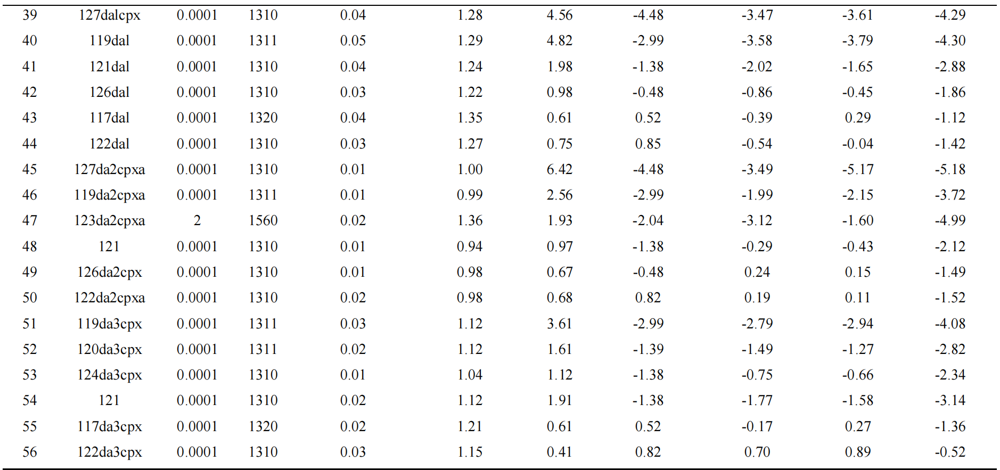 39 127dalcpx 0.0001 1310 0.04 1.28 4.56 -4.48 -3.47 -3.61 -4.29
40 119dal 0.0001 1311 0.05 1.29 4.82 -2.99 -3.58 -3.79 -4.30
41 121dal 0.0001 1310 0.04 1.24 1.98 -1.38 -2.02 -1.65 -2.88
42 126dal 0.0001 1310 0.03 1.22 0.98 -0.48 -0.86 -0.45 -1.86
43 117dal 0.0001 1320 0.04 1.35 0.61 0.52 -0.39 0.29 -1.12
44 122dal 0.0001 1310 0.03 1.27 0.75 0.85 -0.54 -0.04 -1.42
45 127da2cpxa 0.0001 1310 0.01 1.00 6.42 -4.48 -3.49 -5.17 -5.18
46 119da2cpxa 0.0001 1311 0.01 0.99 2.56 -2.99 -1.99 -2.15 -3.72
47 123da2cpxa 2 1560 0.02 1.36 1.93 -2.04 -3.12 -1.60 -4.99
48 121 0.0001 1310 0.01 0.94 0.97 -1.38 -0.29 -0.43 -2.12
49 126da2cpx 0.0001 1310 0.01 0.98 0.67 -0.48 0.24 0.15 -1.49
50 122da2cpxa 0.0001 1310 0.02 0.98 0.68 0.82 0.19 0.11 -1.52
51 119da3cpx 0.0001 1311 0.03 1.12 3.61 -2.99 -2.79 -2.94 -4.08
52 120da3cpx 0.0001 1311 0.02 1.12 1.61 -1.39 -1.49 -1.27 -2.82
53 124da3cpx 0.0001 1310 0.01 1.04 1.12 -1.38 -0.75 -0.66 -2.34
54 121 0.0001 1310 0.02 1.12 1.91 -1.38 -1.77 -1.58 -3.14
55 117da3cpx 0.0001 1320 0.02 1.21 0.61 0.52 -0.17 0.27 -1.36
56 122da3cpx 0.0001 1310 0.03 1.15 0.41 0.82 0.70 0.89 -0.52